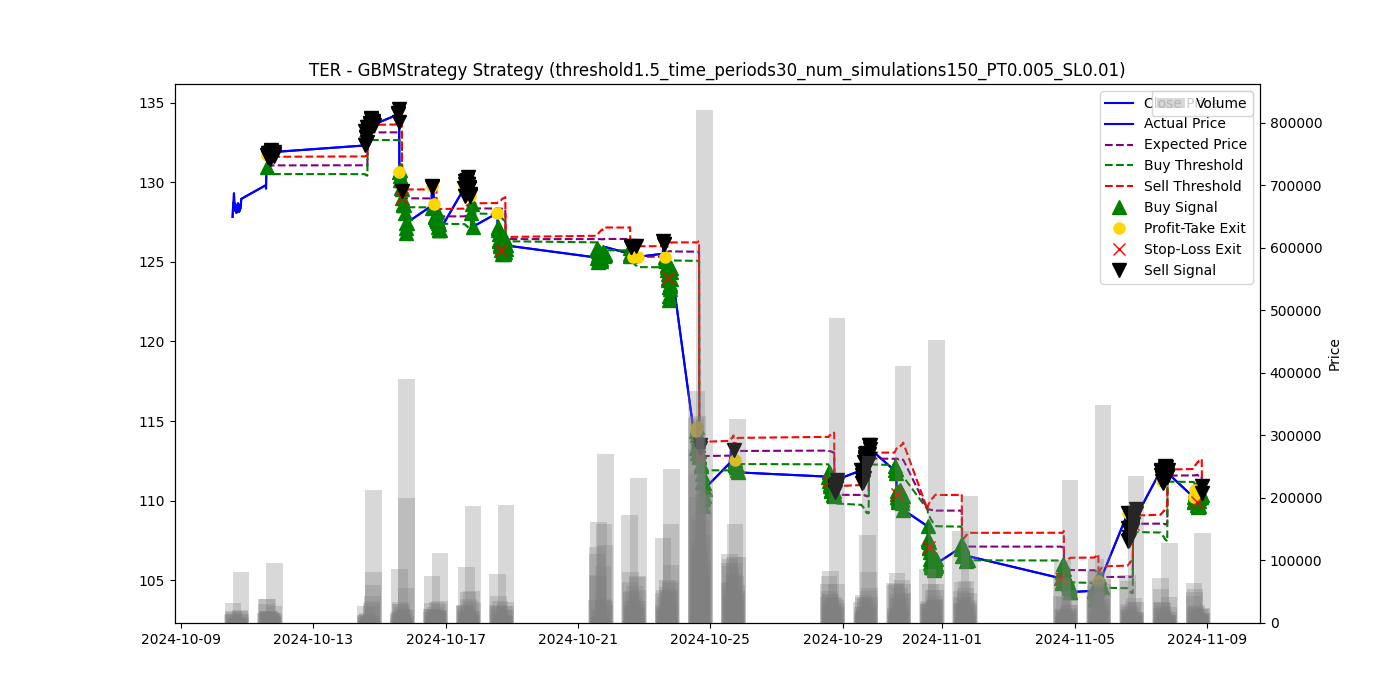 TER - GBMStrategy Strategy (threshold1.5_time_periods30_num_simulations150_PT0.005_SL0.01)
135
130
125
120
115
110
105
800000
700000
600000
500000
400000
300000
200000
100000
0
Price
Volume
Actual Price
Expected Price
Buy Threshold
Sell Threshold
Buy Signal
Profit-Take Exit
Stop-Loss Exit
Sell Signal
2024-10-09
2024-10-13
2024-10-17
2024-10-21
2024-10-25
2024-10-29
2024-11-01
2024-11-05
2024-11-09